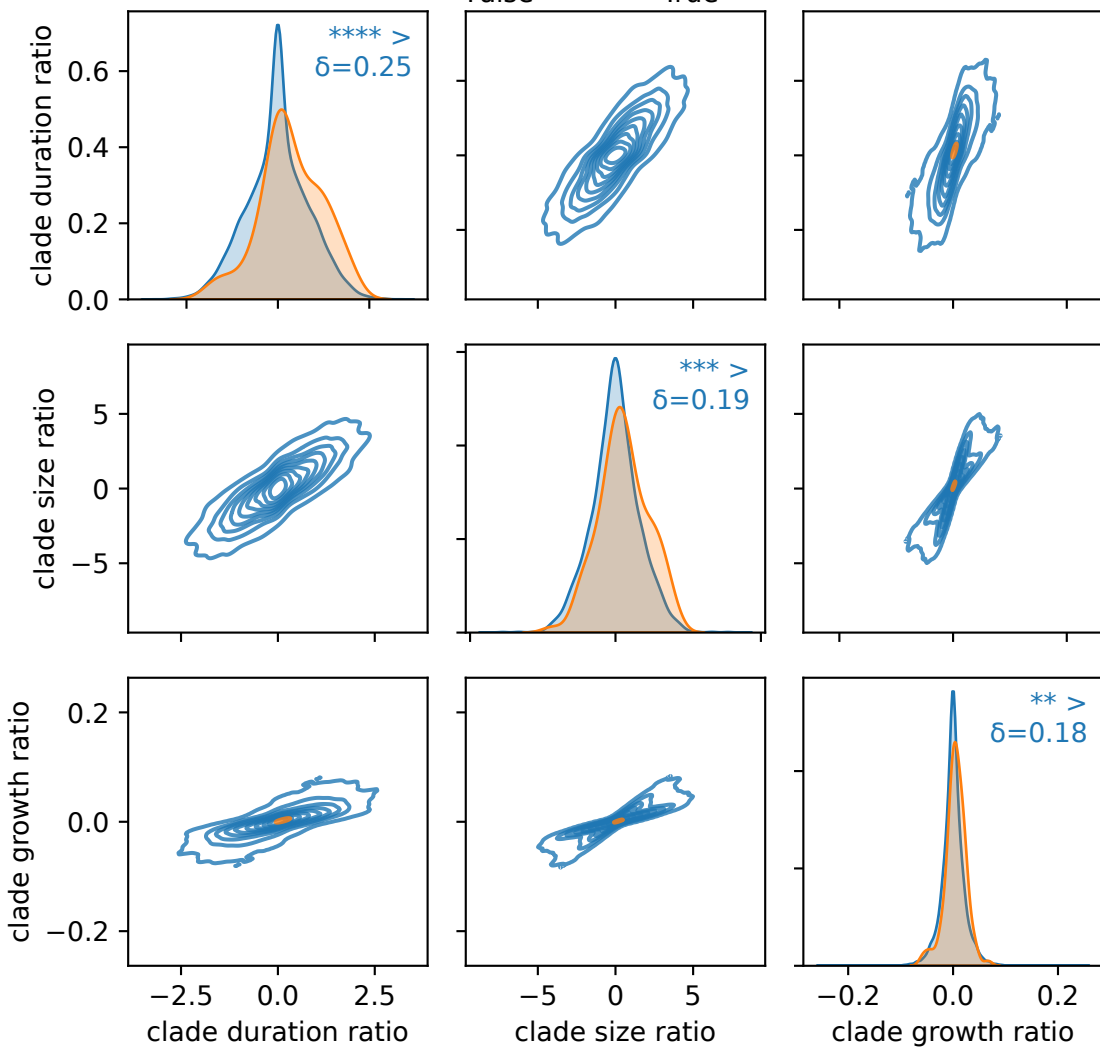 clade duration ratio
0.6
0.4
0.2
0.0
**** >
δ=0.25
clade size ratio
5
0
−5
*** >
δ=0.19
clade growth ratio
0.2
0.0
−0.2
** >
δ=0.18
−2.5 0.0 2.5
−5 0 5
−0.2 0.0 0.2
clade duration ratio
clade size ratio
clade growth ratio